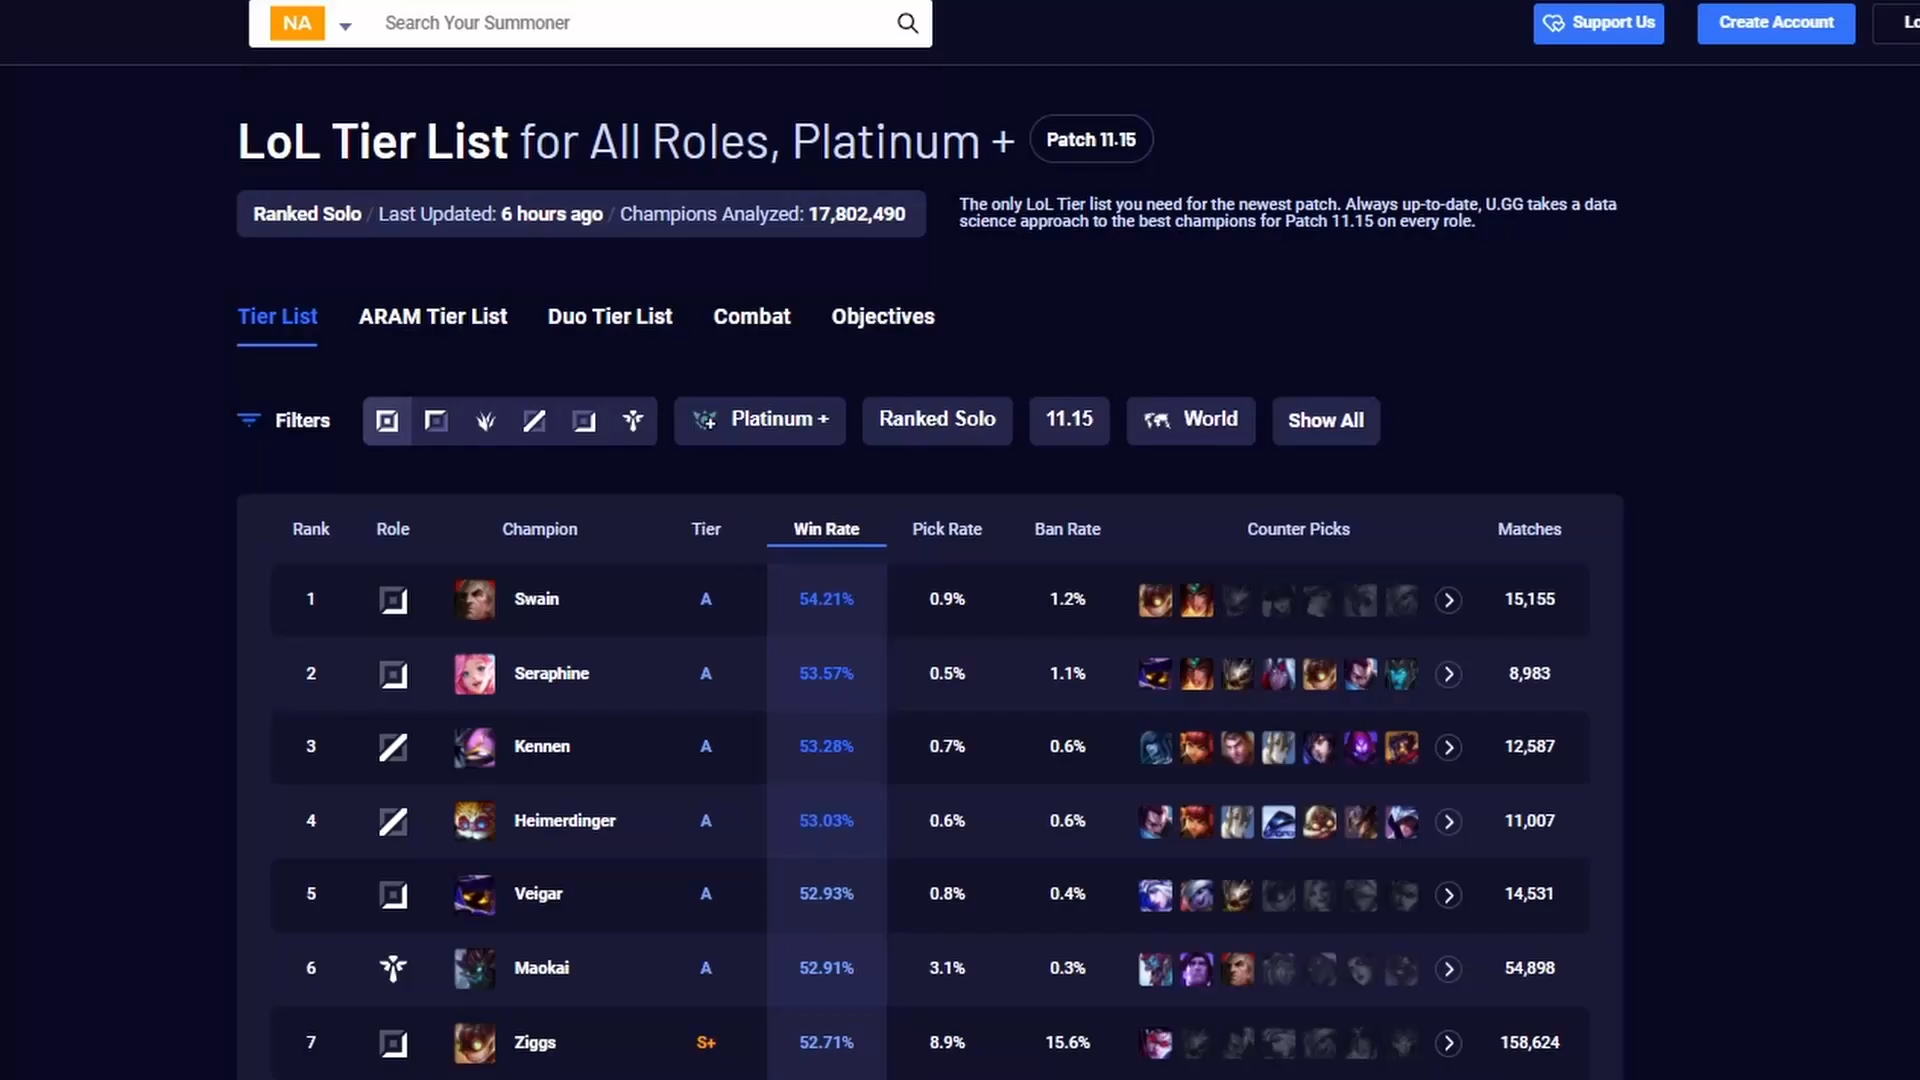 NA Search Your Summoner Support Us Create Account
LoL Tier List for All Roles, Platinum + Patch 11.15
Ranked Solo / Last Updated: 6 hours ago / Champions Analyzed: 17,802,490
The only LoL Tier list you need for the newest patch. Always up-to-date, U.GG takes a data
science approach to the best champions for Patch 11.15 on every role.
Tier List ARAM Tier List Duo Tier List Combat Objectives
Filters Platinum + Ranked Solo 11.15 World Show All
Rank Role Champion Tier Win Rate Pick Rate Ban Rate Counter Picks Matches
1 Swain A 54.21% 0.9% 1.2% 15,155
2 Seraphine A 53.57% 0.5% 1.1% 8,983
3 Kennen A 53.28% 0.7% 0.6% 12,587
4 Heimerdinger A 53.03% 0.6% 0.6% 11,007
5 Veigar A 52.93% 0.8% 0.4% 14,531
6 Maokai A 52.91% 3.1% 0.3% 54,898
7 Ziggs S+ 52.71% 8.9% 15.6% 158,624